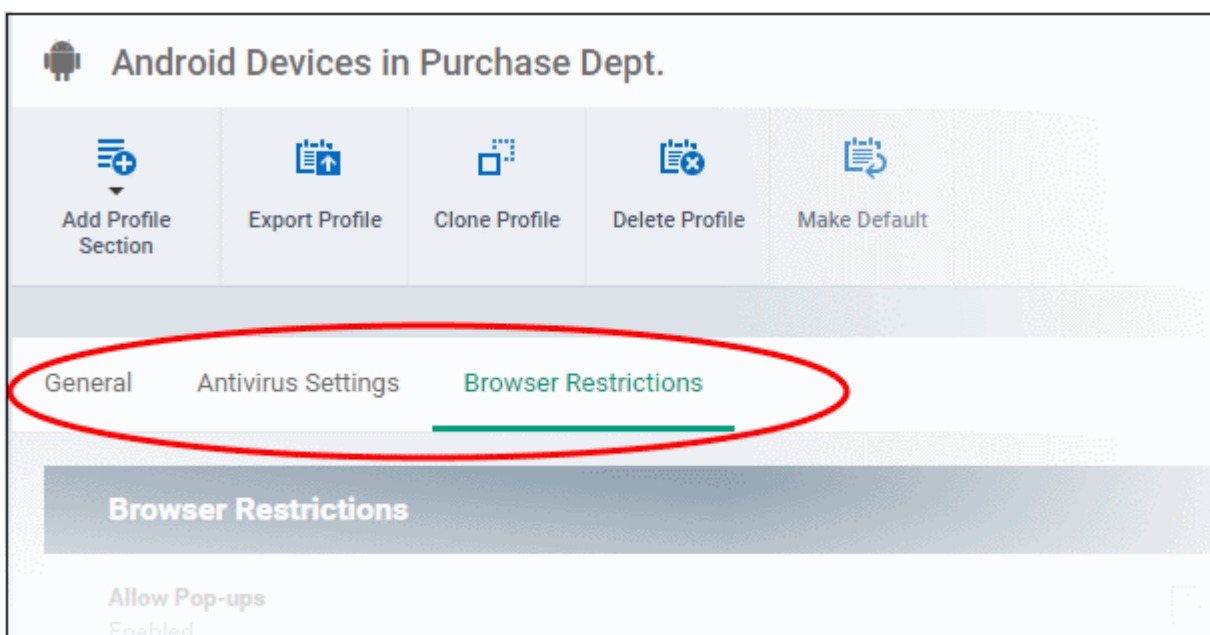 Android Devices in Purchase Dept.
Add Profile Section
Export Profile
Clone Profile
Delete Profile
Make Default
General
Antivirus Settings
Browser Restrictions
Browser Restrictions
Allow Pop-ups
Enabled